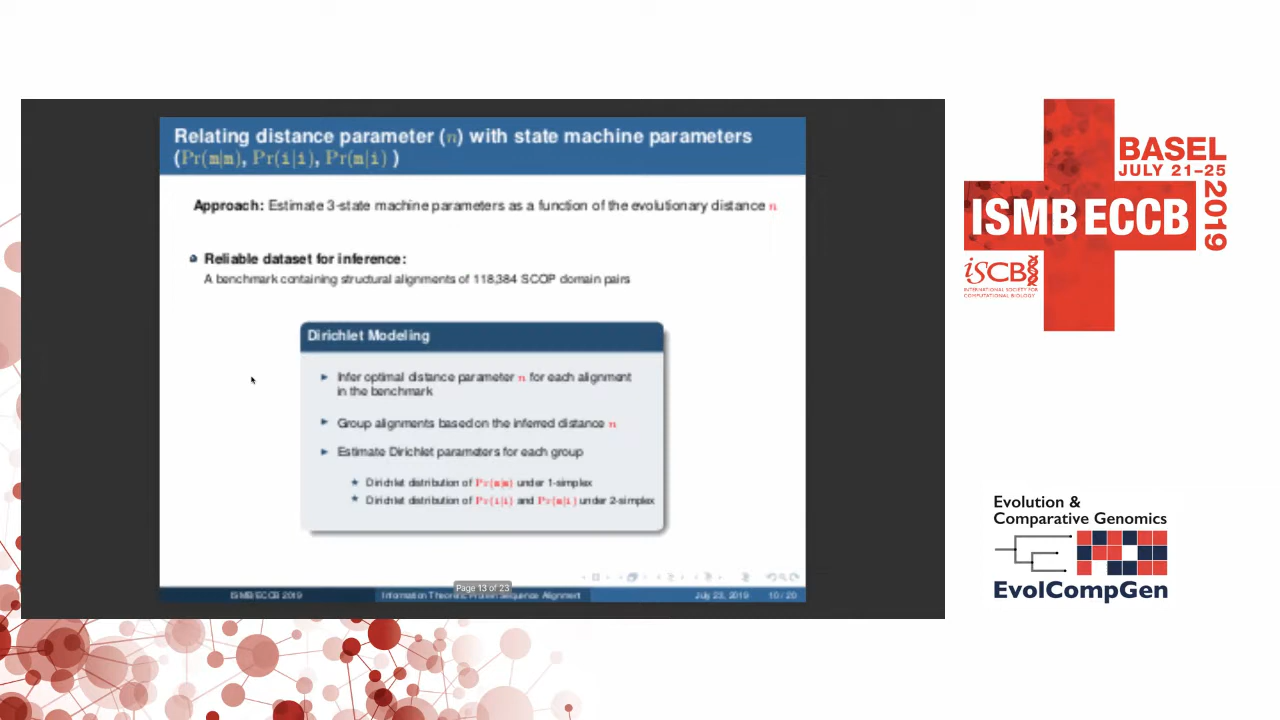 Relating distance parameter (n) with state machine parameters
(Pr(m|m), Pr(i|i), Pr(m|i) )
Approach: Estimate 3-state machine parameters as a function of the evolutionary distance n
Reliable dataset for inference:
A benchmark containing structural alignments of 118,384 SCOP domain pairs
Dirichlet Modeling
Infer optimal distance parameter n for each alignment
in the benchmark
Group alignments based on the inferred distance n
Estimate Dirichlet parameters for each group
Dirichlet distribution of Pr(m|m) under 1-simplex
Dirichlet distribution of Pr(i|i) and Pr(m|i) under 2-simplex
Page 13 of 23
ISMB/ECCB 2019
Information Theoretic Protein Sequence Alignment
July 23, 2019
10 / 20
BASEL
JULY 21–25
2019
ISMB ECCB
iSCB
INTERNATIONAL SOCIETY FOR
COMPUTATIONAL BIOLOGY
Evolution &
Comparative Genomics
EvolCompGen